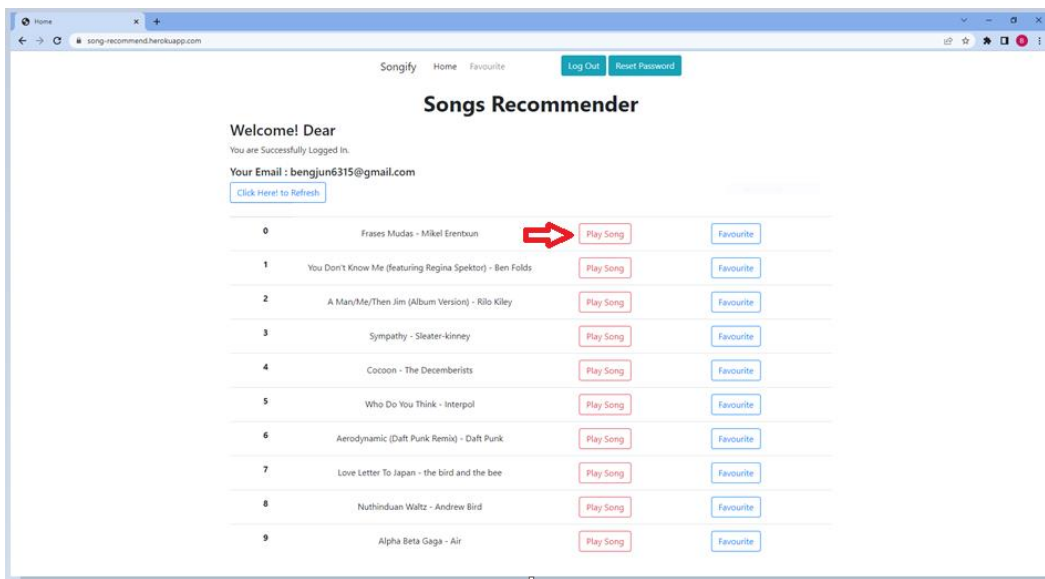 Home
song-recommend.herokuapp.com
B
Songify Home Favourite Log Out Reset Password
Songs Recommender
Welcome! Dear
You are Successfully Logged In.
Your Email : bengjun6315@gmail.com
Click Here! to Refresh
0 Frases Mudas - Mikel Erentxun Play Song Favourite
1 You Don't Know Me (featuring Regina Spektor) - Ben Folds Play Song Favourite
2 A Man/Me/Then Jim (Album Version) - Rilo Kiley Play Song Favourite
3 Sympathy - Sleater-kinney Play Song Favourite
4 Cocoon - The Decemberists Play Song Favourite
5 Who Do You Think - Interpol Play Song Favourite
6 Aerodynamic (Daft Punk Remix) - Daft Punk Play Song Favourite
7 Love Letter To Japan - the bird and the bee Play Song Favourite
8 Nuthinduan Waltz - Andrew Bird Play Song Favourite
9 Alpha Beta Gaga - Air Play Song Favourite